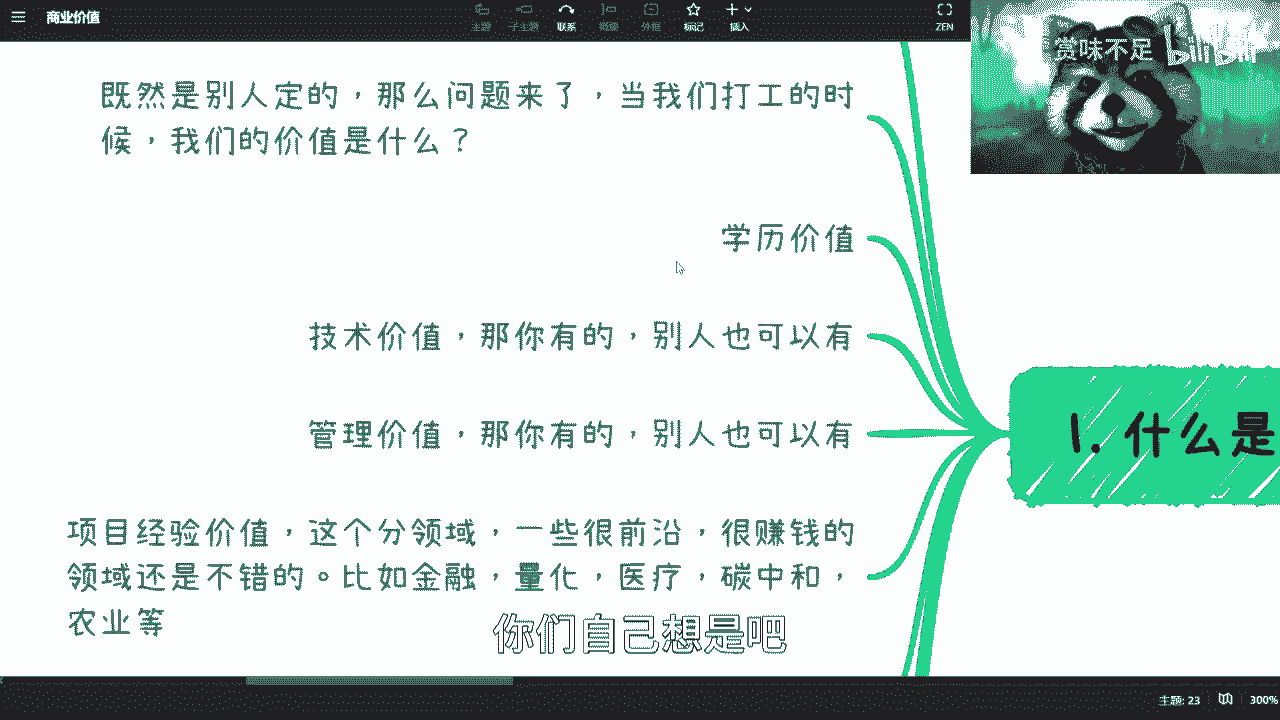 商业价值
主题
子主题
联系
概要
外框
标记
插入
ZEN
赏味不足
bilibili
既然是别人定的，那么问题来了，当我们打工的时
候，我们的价值是什么？
学历价值
技术价值，那你有的，别人也可以有
管理价值，那你有的，别人也可以有
1. 什么是
项目经验价值，这个分领域，一些很前沿，很赚钱的
领域还是不错的。比如金融，量化，医疗，碳中和，
农业等
你们自己想是吧
主题: 23
300%